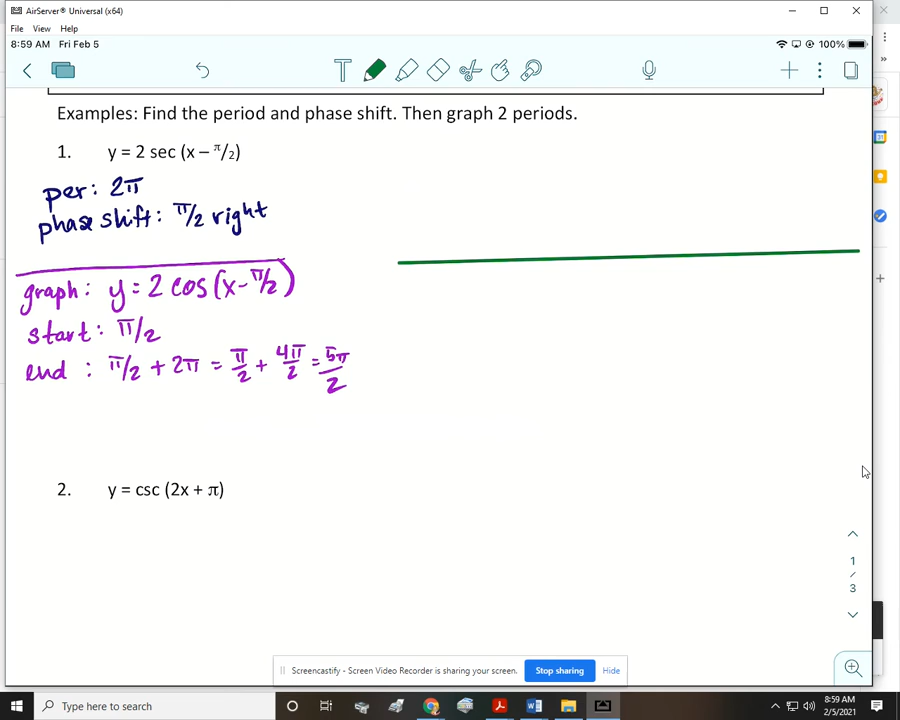 AirServer® Universal (x64)
File View Help
8:59 AM Fri Feb 5
100%
Examples: Find the period and phase shift. Then graph 2 periods.
1. y = 2 sec (x – π/2)
per: 2π
phase shift: π/2 right
graph: y = 2 cos(x-π/2)
start: π/2
end : π/2 + 2π = π/2 + 4π/2 = 5π/2
2. y = csc (2x + π)
1
/
3
Screencastify - Screen Video Recorder is sharing your screen. Stop sharing Hide
Type here to search
8:59 AM
2/5/2021